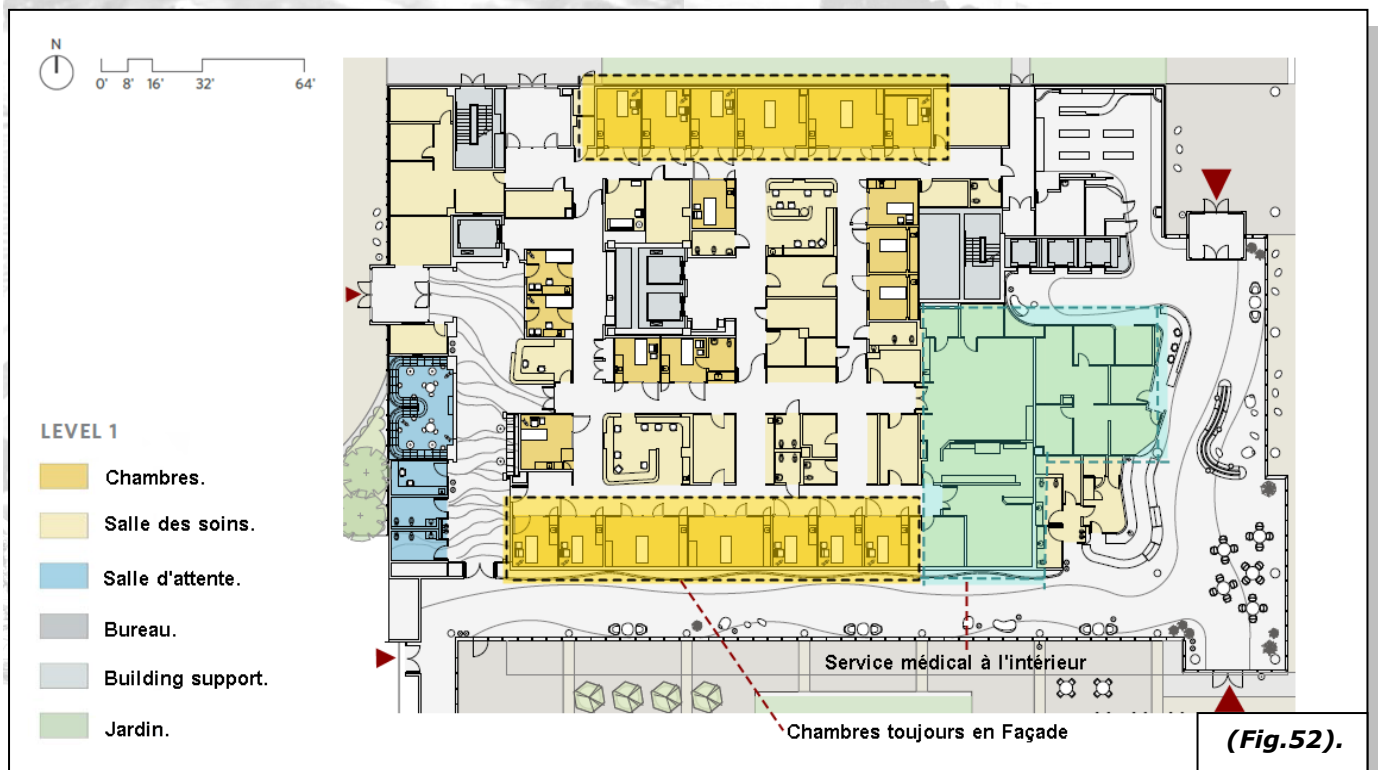 N
0' 8' 16' 32' 64'
LEVEL 1
Chambres.
Salle des soins.
Salle d'attente.
Bureau.
Building support.
Jardin.
Service médical à l'intérieur
Chambres toujours en Façade
(Fig.52).